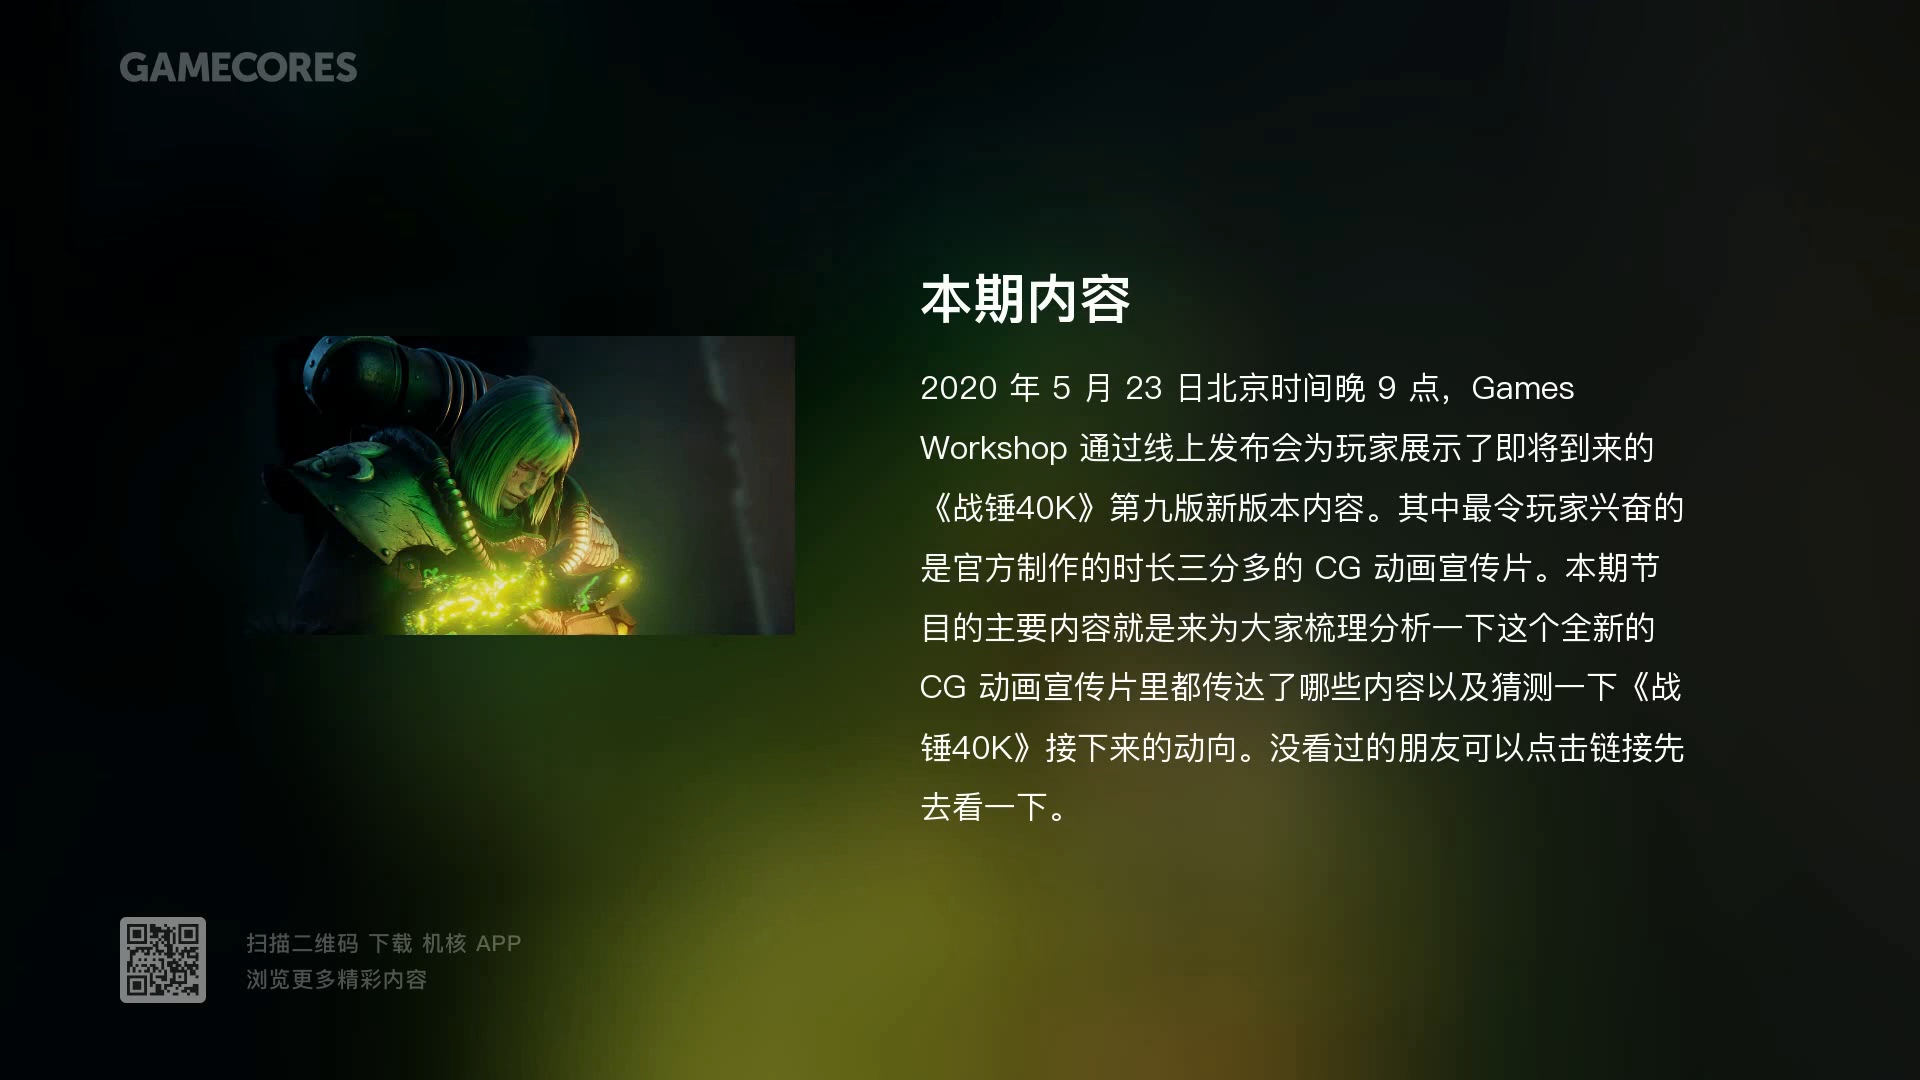 GAMECORES
本期内容
2020 年 5 月 23 日北京时间晚 9 点，Games
Workshop 通过线上发布会为玩家展示了即将到来的
《战锤40K》第九版新版本内容。其中最令玩家兴奋的
是官方制作的时长三分多的 CG 动画宣传片。本期节
目的主要内容就是来为大家梳理分析一下这个全新的
CG 动画宣传片里都传达了哪些内容以及猜测一下《战
锤40K》接下来的动向。没看过的朋友可以点击链接先
去看一下。
扫描二维码 下载 机核 APP
浏览更多精彩内容